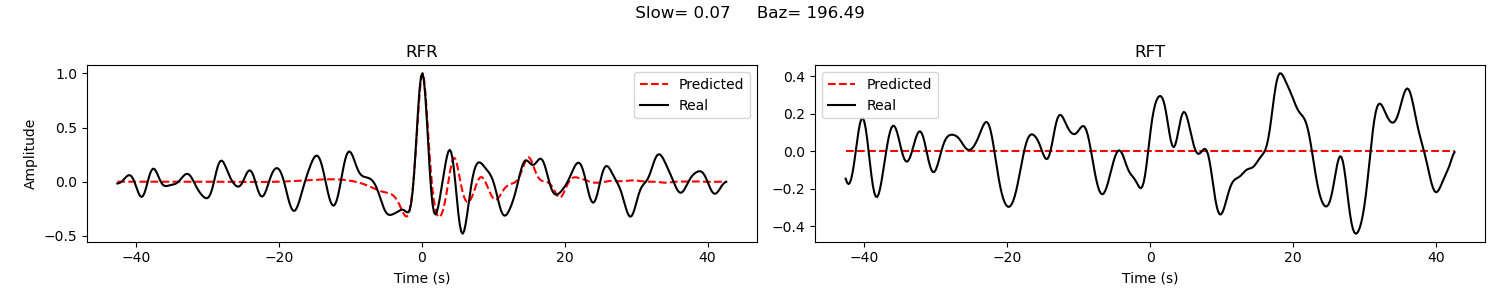 Slow= 0.07 Baz= 196.49
RFR
Amplitude
1.0
0.5
0.0
−0.5
Predicted
Real
−40
−20
0
20
40
Time (s)
RFT
0.4
0.2
0.0
−0.2
−0.4
Predicted
Real
−40
−20
0
20
40
Time (s)